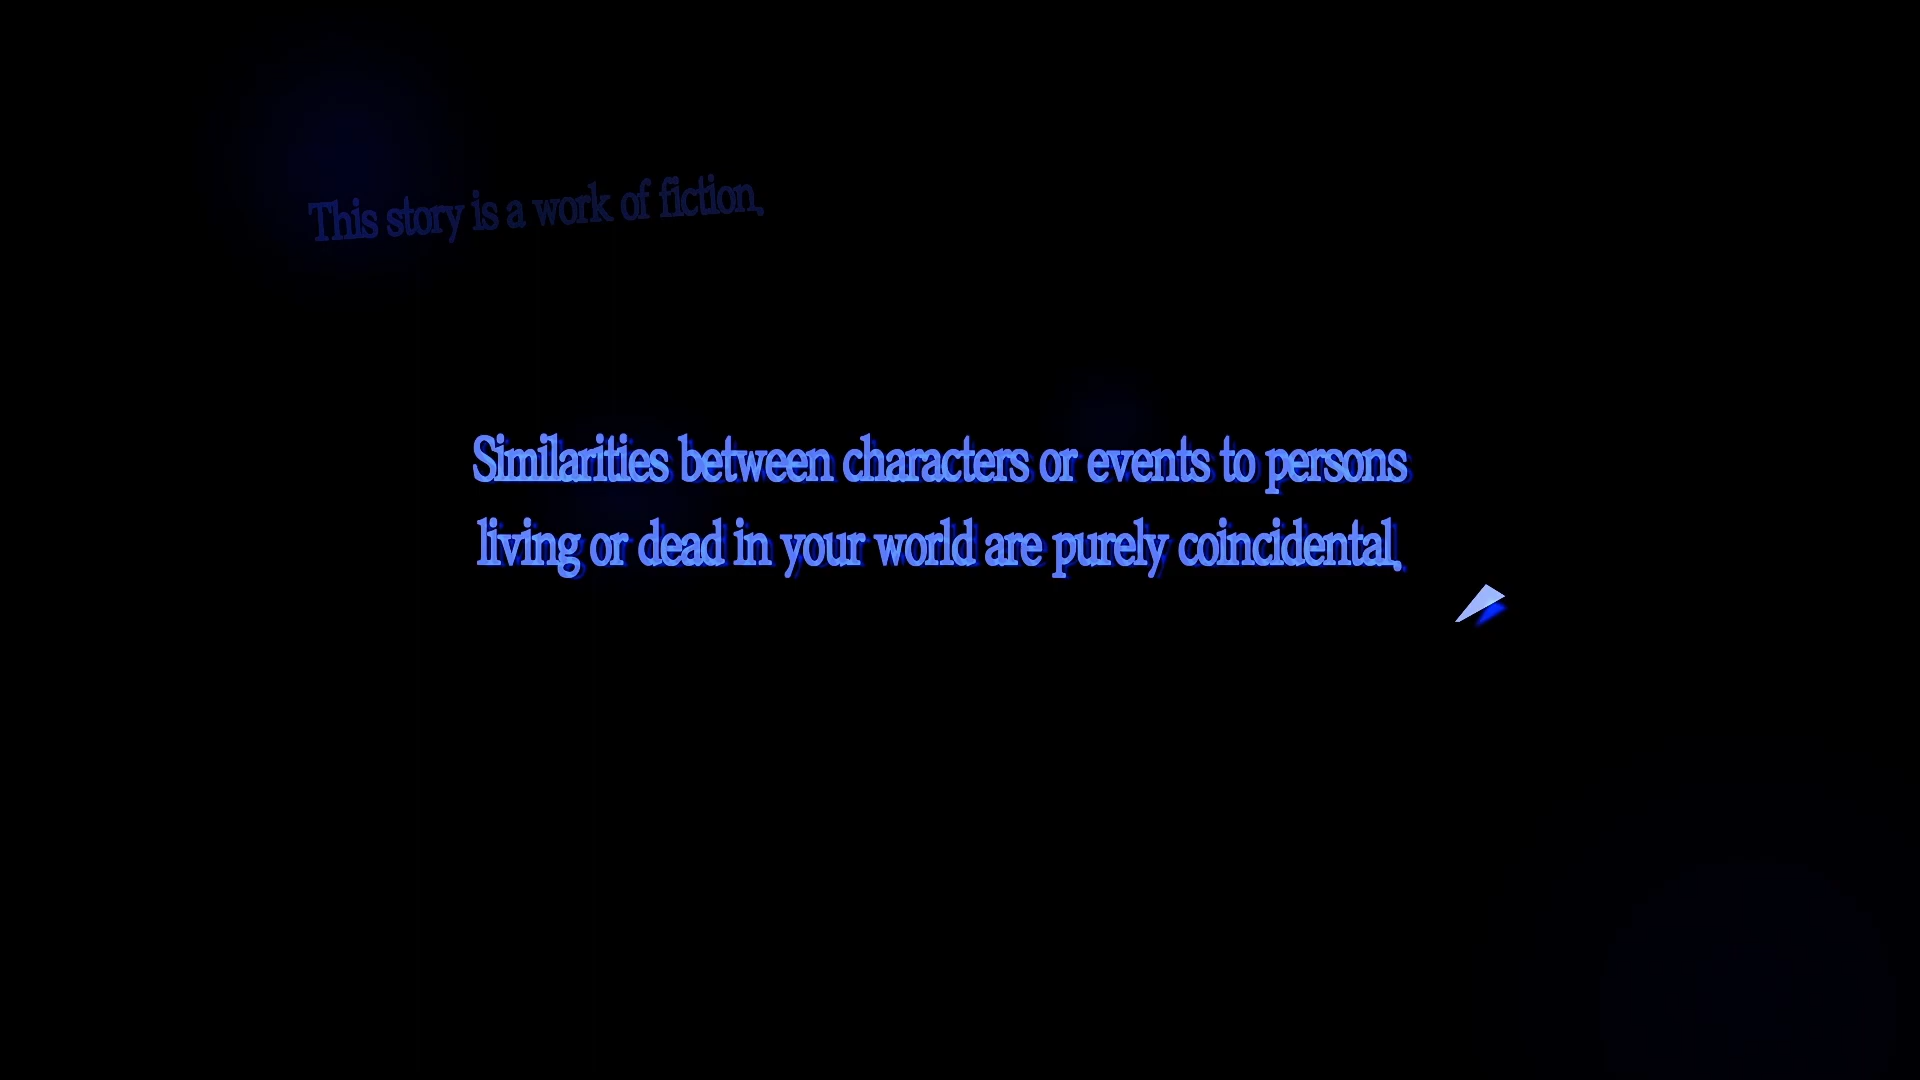 This story is a work of fiction.
Similarities between characters or events to persons
living or dead in your world are purely coincidental.